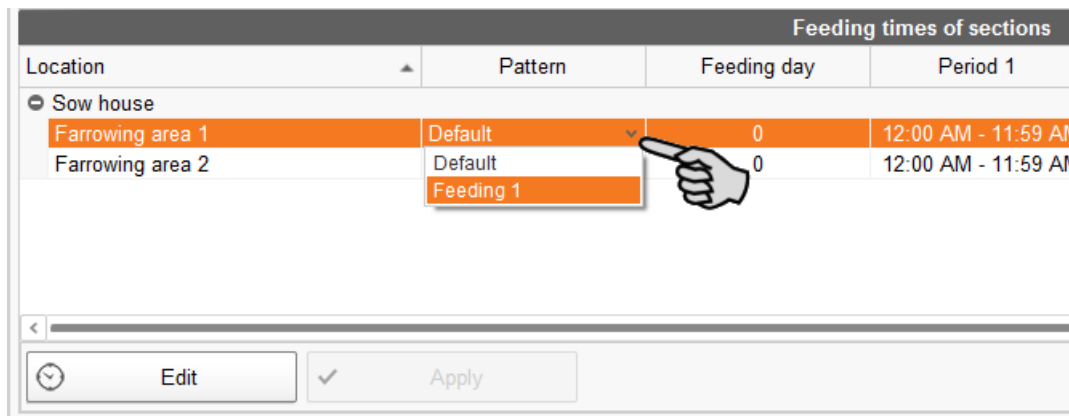 Feeding times of sections
Location Pattern Feeding day Period 1
Sow house
Farrowing area 1 Default 0 12:00 AM - 11:59 AM
Farrowing area 2 0 12:00 AM - 11:59 AM
Default
Feeding 1
Edit Apply